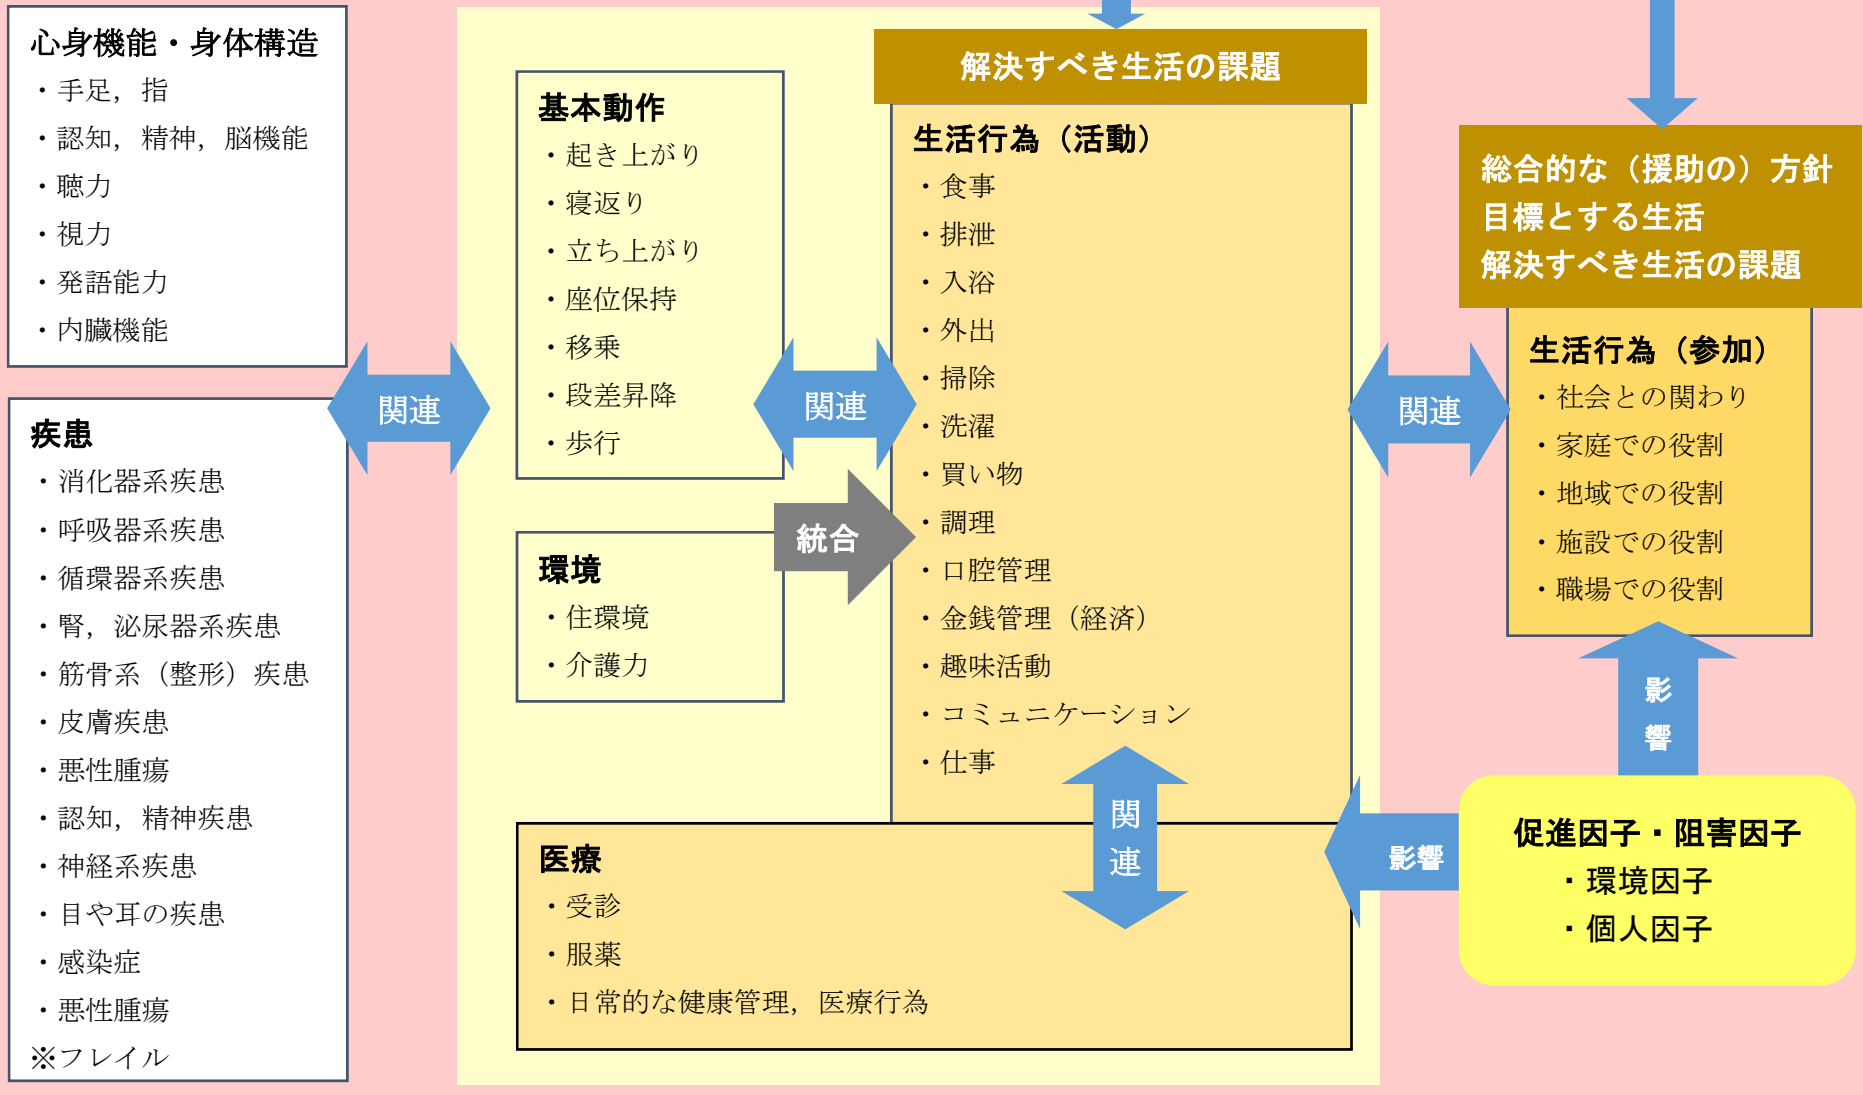 心身機能・身体構造
・手足，指
・認知，精神，脳機能
・聴力
・視力
・発語能力
・内臓機能
疾患
・消化器系疾患
・呼吸器系疾患
・循環器系疾患
・腎，泌尿器系疾患
・筋骨系（整形）疾患
・皮膚疾患
・悪性腫瘍
・認知，精神疾患
・神経系疾患
・目や耳の疾患
・感染症
・悪性腫瘍
※フレイル
関連
基本動作
・起き上がり
・寝返り
・立ち上がり
・座位保持
・移乗
・段差昇降
・歩行
環境
・住環境
・介護力
関連
統合
解決すべき生活の課題
生活行為（活動）
・食事
・排泄
・入浴
・外出
・掃除
・洗濯
・買い物
・調理
・口腔管理
・金銭管理（経済）
・趣味活動
・コミュニケーション
・仕事
関
連
医療
・受診
・服薬
・日常的な健康管理，医療行為
関連
総合的な（援助の）方針
目標とする生活
解決すべき生活の課題
生活行為（参加）
・社会との関わり
・家庭での役割
・地域での役割
・施設での役割
・職場での役割
影
響
影響
促進因子・阻害因子
・環境因子
・個人因子